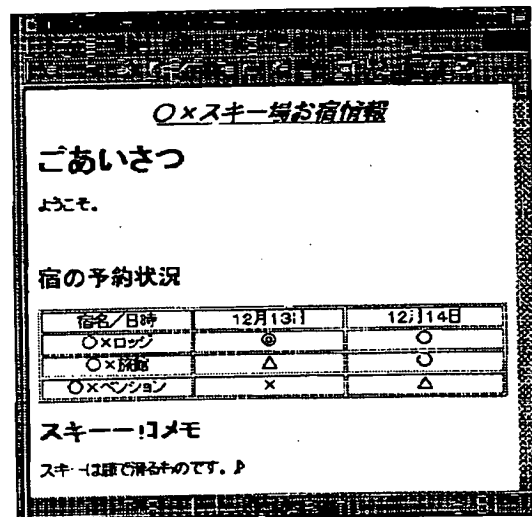 ○×スキー場お宿情報
ごあいさつ
ようこそ。
宿の予約状況
宿名/日時 12月13日 12月14日
○×ロッジ ◎ ○
○×旅館 △ ○
○×ペンション × △
スキー一口メモ
スキーは で滑るものです。♪